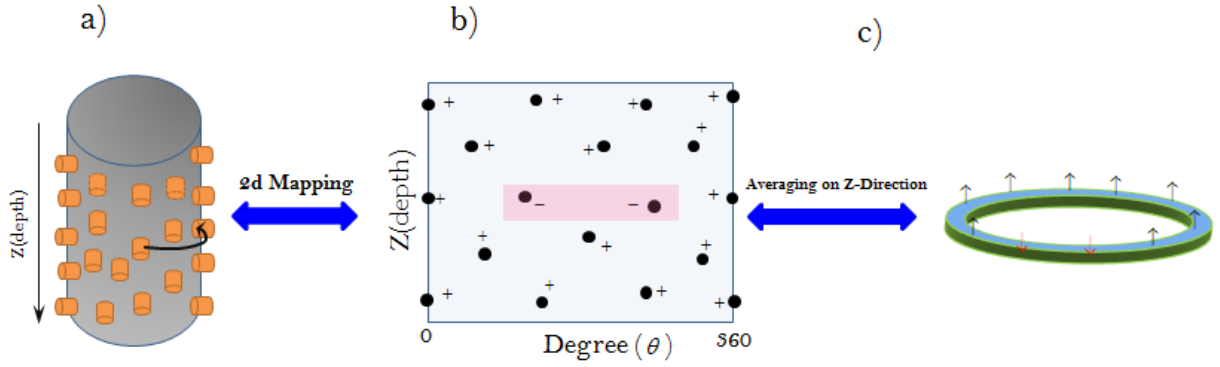 a)
b)
c)
Z(depth)
2d Mapping
Z(depth)
+ + + +
+
+ + +
+ - - +
+ + +
+ + + +
0
360
Degree (θ)
Averaging on Z-Direction